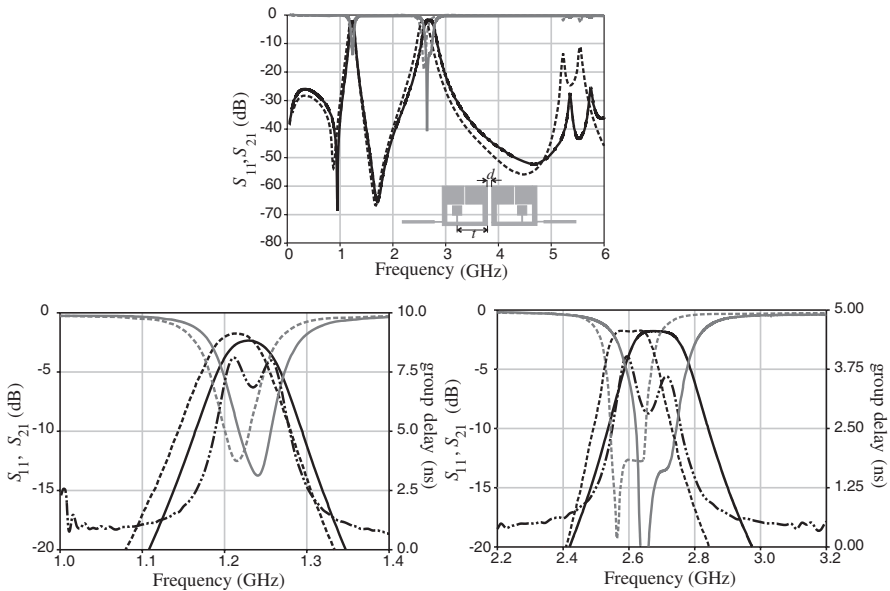 0
-10
-20
-30
-40
-50
-60
-70
-80
S11,S21 (dB)
d
r
0 1 2 3 4 5 6
Frequency (GHz)
0
-5
-10
-15
-20
S11, S21 (dB)
10.0
7.5
5.0
2.5
0.0
group delay (ns)
1.0 1.1 1.2 1.3 1.4
Frequency (GHz)
0
-5
-10
-15
-20
S11, S21 (dB)
5.00
3.75
2.50
1.25
0.00
group delay (ns)
2.2 2.4 2.6 2.8 3.0 3.2
Frequency (GHz)